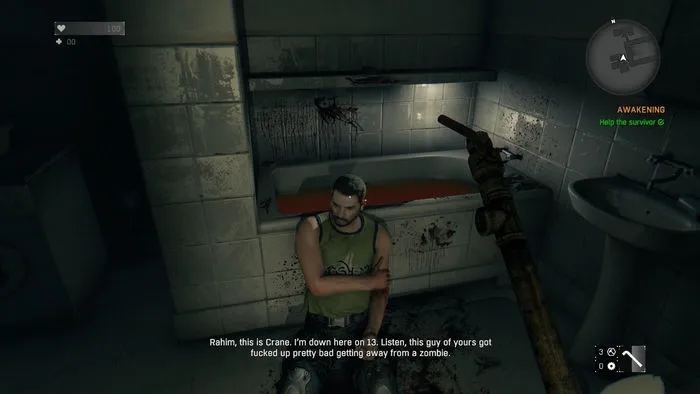 100
00
N
AWAKENING
Help the survivor
3
0
Rahim, this is Crane. I'm down here on 13. Listen, this guy of yours got
fucked up pretty bad getting away from a zombie.